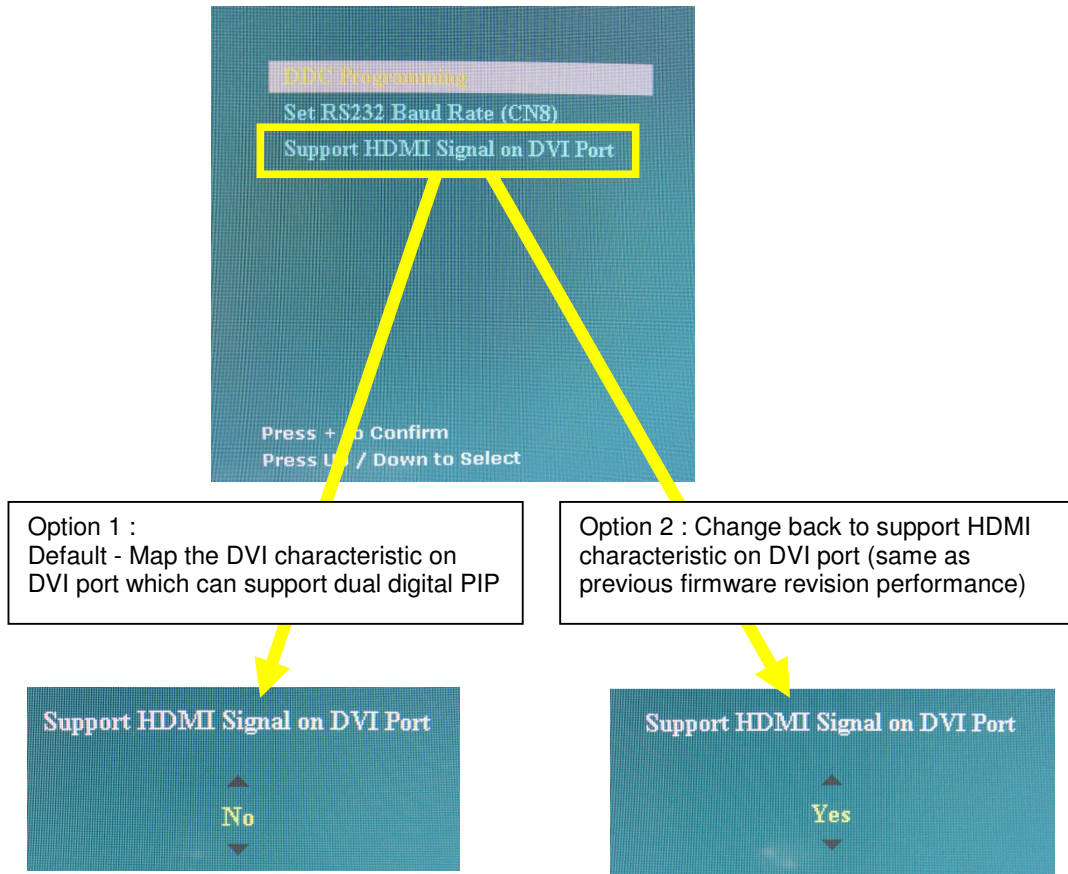 DDC Programming
Set RS232 Baud Rate (CN8)
Support HDMI Signal on DVI Port
Press + to Confirm
Press Up / Down to Select
Option 1 :
Default - Map the DVI characteristic on
DVI port which can support dual digital PIP
Option 2 : Change back to support HDMI
characteristic on DVI port (same as
previous firmware revision performance)
Support HDMI Signal on DVI Port
No
Support HDMI Signal on DVI Port
Yes